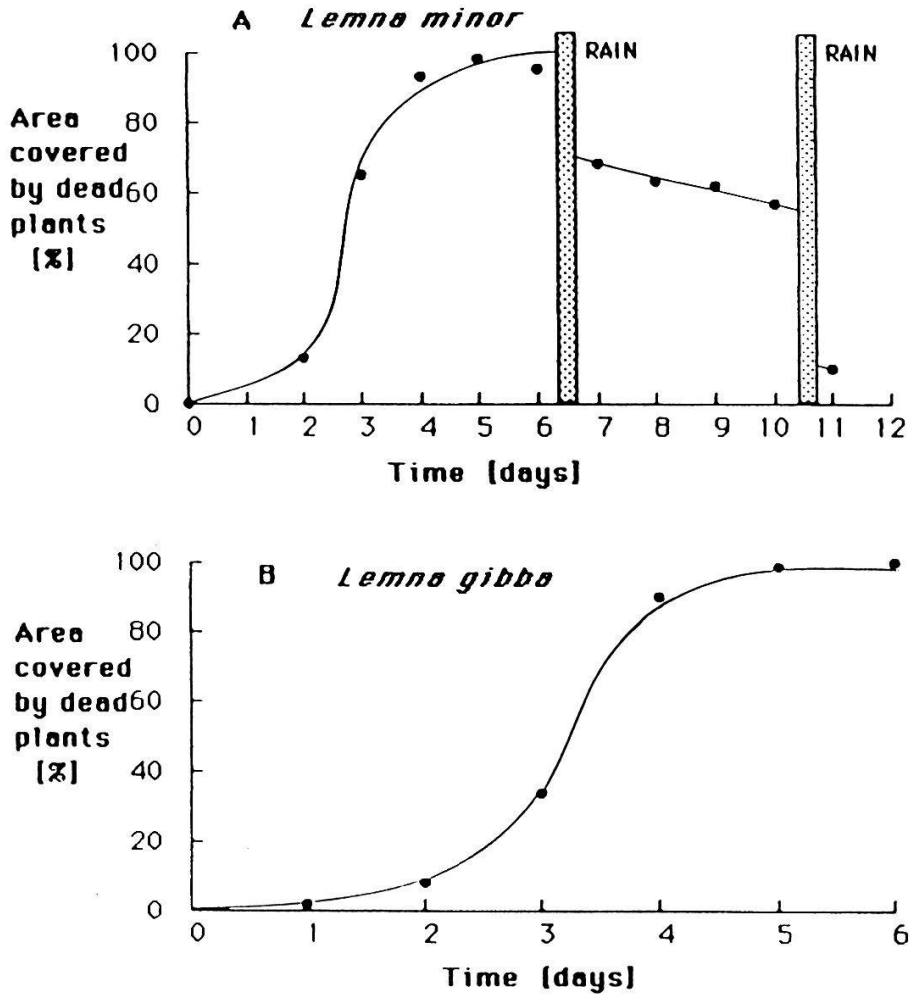 A Lemna minor
RAIN
RAIN
Area
covered
by dead
plants
[%]
100
80
60
40
20
0
0 1 2 3 4 5 6 7 8 9 10 11 12
Time [days]
B Lemna gibba
Area
covered
by dead
plants
[%]
100
80
60
40
20
0
0 1 2 3 4 5 6
Time [days]